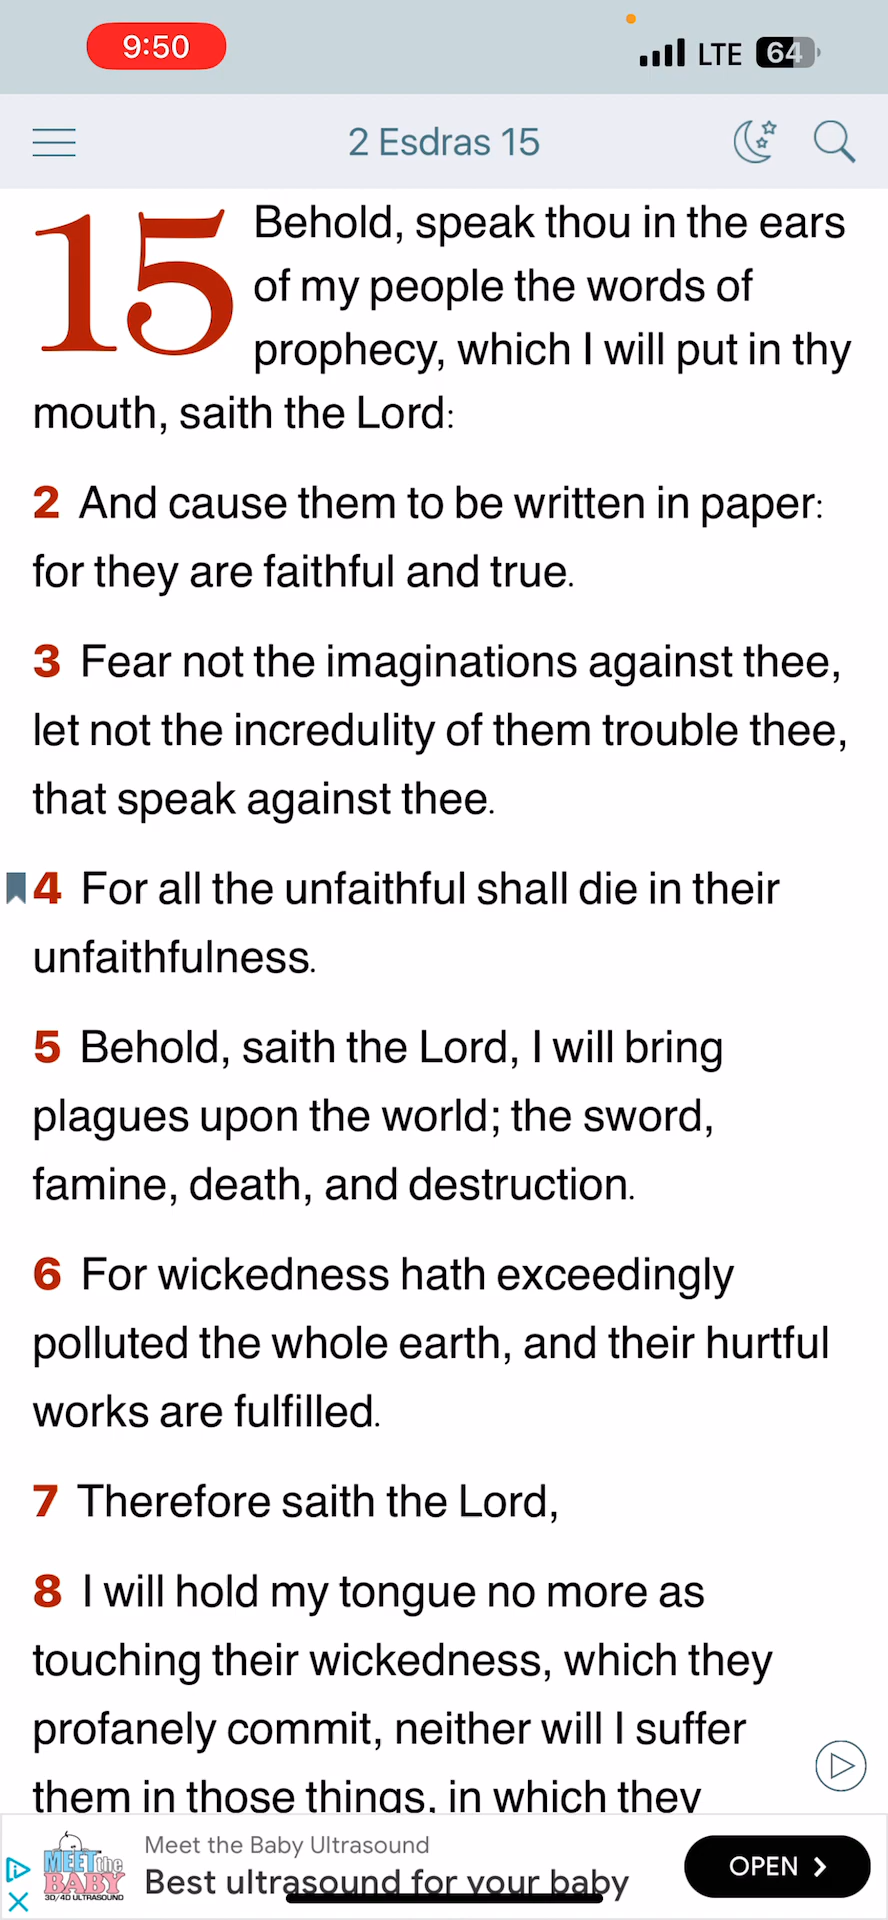 9:50
LTE 64
2 Esdras 15
15 Behold, speak thou in the ears
of my people the words of
prophecy, which I will put in thy
mouth, saith the Lord:
2 And cause them to be written in paper:
for they are faithful and true.
3 Fear not the imaginations against thee,
let not the incredulity of them trouble thee,
that speak against thee.
4 For all the unfaithful shall die in their
unfaithfulness.
5 Behold, saith the Lord, I will bring
plagues upon the world; the sword,
famine, death, and destruction.
6 For wickedness hath exceedingly
polluted the whole earth, and their hurtful
works are fulfilled.
7 Therefore saith the Lord,
8 I will hold my tongue no more as
touching their wickedness, which they
profanely commit, neither will I suffer
them in those things, in which they
Meet the Baby Ultrasound
Best ultrasound for your baby
MEET the
BABY
3D/4D ULTRASOUND
OPEN